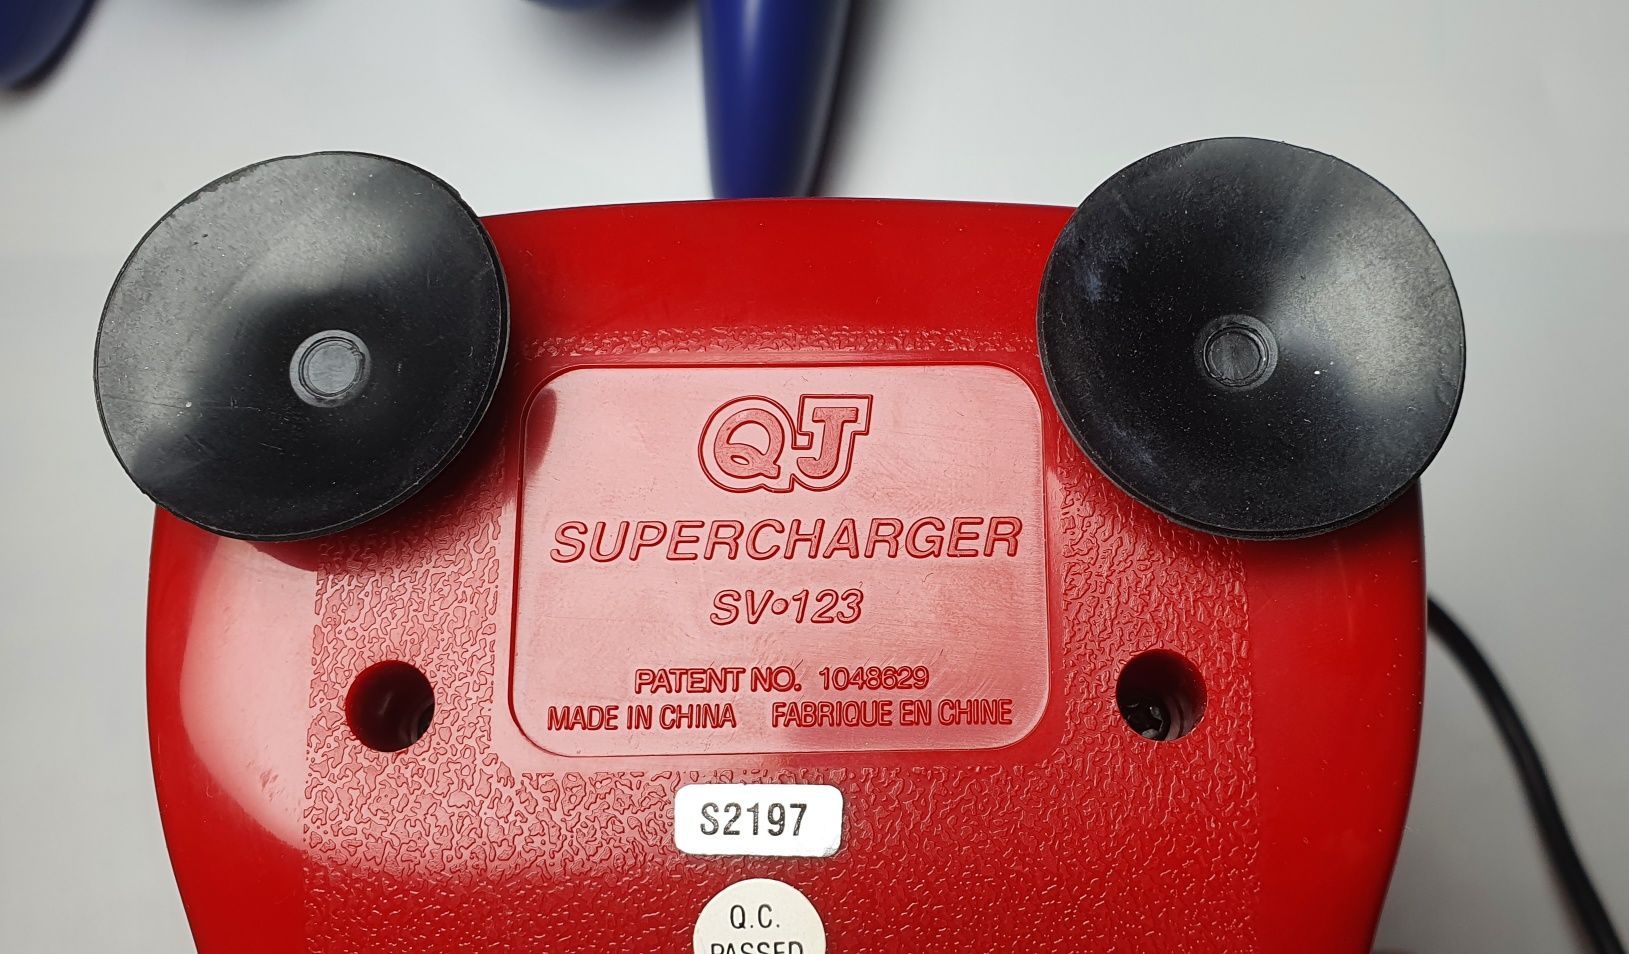 QJ
SUPERCHARGER
SV•123
PATENT NO. 1048629
MADE IN CHINA FABRIQUE EN CHINE
S2197
Q.C.
PASSED